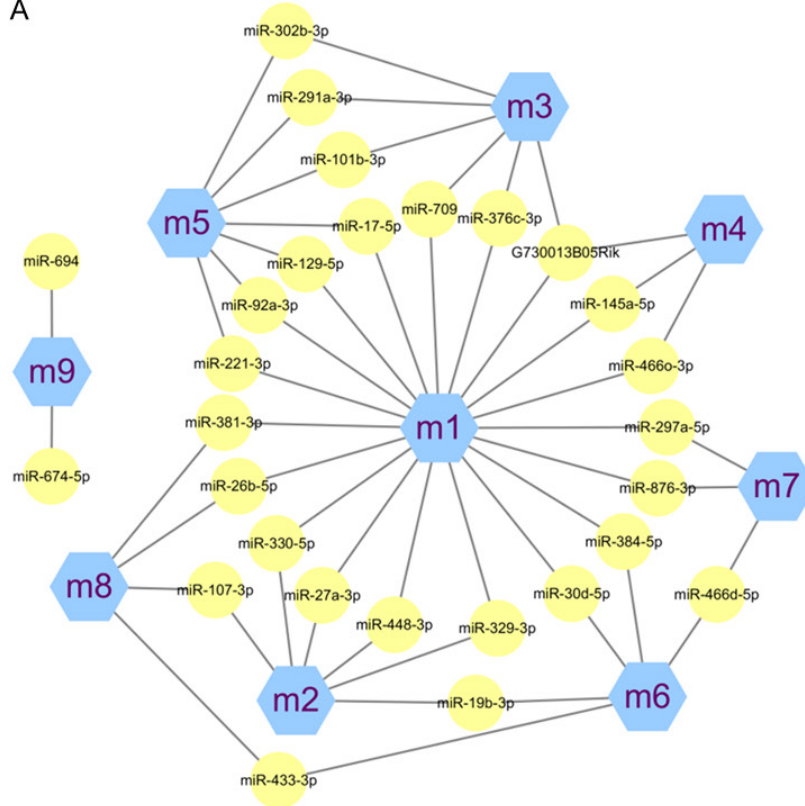 A
miR-302b-3p
miR-291a-3p
m3
miR-101b-3p
m5
miR-17-5p
miR-709
miR-376c-3p
m4
miR-694
miR-129-5p
G730013B05Rik
miR-92a-3p
miR-145a-5p
m9
miR-221-3p
miR-466o-3p
miR-381-3p
m1
miR-297a-5p
miR-674-5p
miR-26b-5p
miR-876-3p
m7
miR-330-5p
miR-384-5p
m8
miR-107-3p
miR-27a-3p
miR-30d-5p
miR-466d-5p
miR-448-3p
miR-329-3p
m2
miR-19b-3p
m6
miR-433-3p